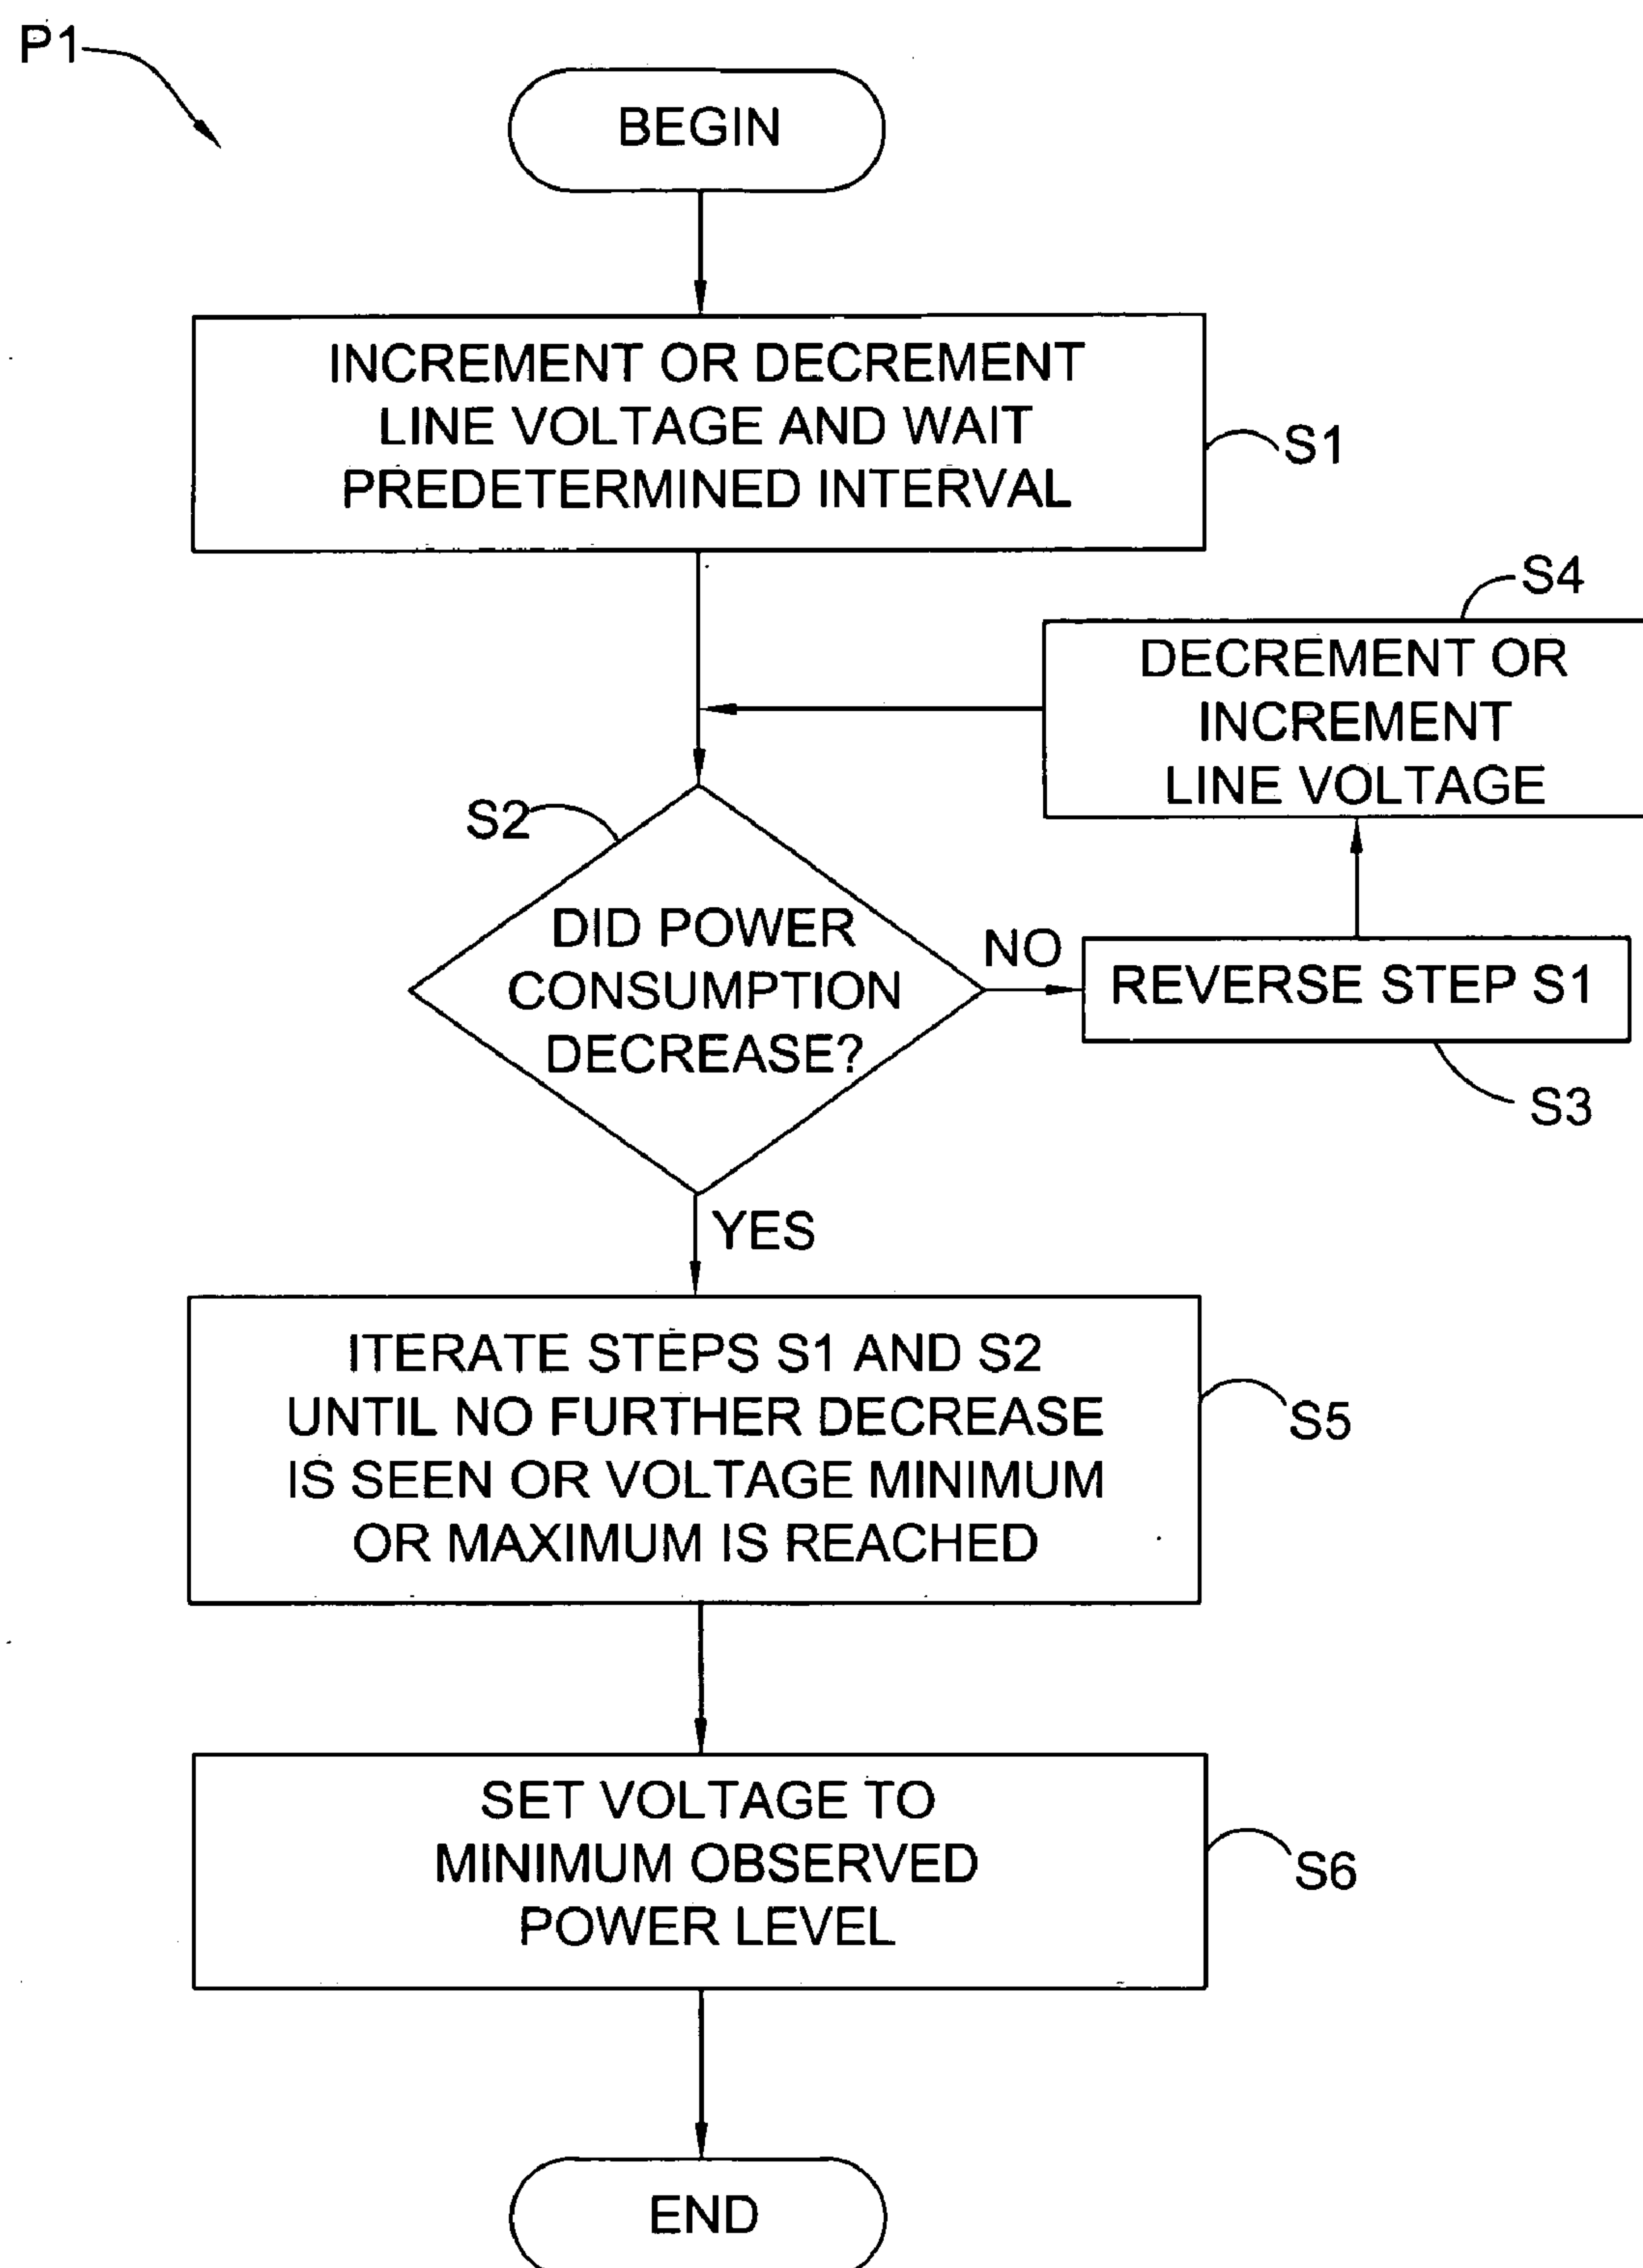 P1
BEGIN
INCREMENT OR DECREMENT
LINE VOLTAGE AND WAIT
PREDETERMINED INTERVAL
S1
S4
DECREMENT OR
INCREMENT
LINE VOLTAGE
S2
DID POWER
CONSUMPTION
DECREASE?
NO
REVERSE STEP S1
S3
YES
ITERATE STEPS S1 AND S2
UNTIL NO FURTHER DECREASE
IS SEEN OR VOLTAGE MINIMUM
OR MAXIMUM IS REACHED
S5
SET VOLTAGE TO
MINIMUM OBSERVED
POWER LEVEL
S6
END